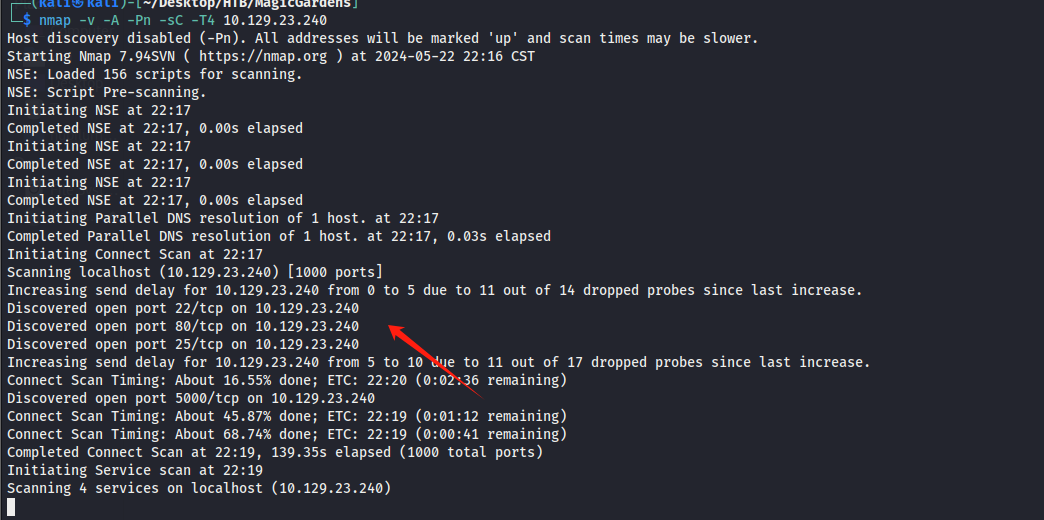 ┌──(kali㉿kali)-[~/Desktop/HTB/MagicGardens]
└─$ nmap -v -A -Pn -sC -T4 10.129.23.240
Host discovery disabled (-Pn). All addresses will be marked 'up' and scan times may be slower.
Starting Nmap 7.94SVN ( https://nmap.org ) at 2024-05-22 22:16 CST
NSE: Loaded 156 scripts for scanning.
NSE: Script Pre-scanning.
Initiating NSE at 22:17
Completed NSE at 22:17, 0.00s elapsed
Initiating NSE at 22:17
Completed NSE at 22:17, 0.00s elapsed
Initiating NSE at 22:17
Completed NSE at 22:17, 0.00s elapsed
Initiating Parallel DNS resolution of 1 host. at 22:17
Completed Parallel DNS resolution of 1 host. at 22:17, 0.03s elapsed
Initiating Connect Scan at 22:17
Scanning localhost (10.129.23.240) [1000 ports]
Increasing send delay for 10.129.23.240 from 0 to 5 due to 11 out of 14 dropped probes since last increase.
Discovered open port 22/tcp on 10.129.23.240
Discovered open port 80/tcp on 10.129.23.240
Discovered open port 25/tcp on 10.129.23.240
Increasing send delay for 10.129.23.240 from 5 to 10 due to 11 out of 17 dropped probes since last increase.
Connect Scan Timing: About 16.55% done; ETC: 22:20 (0:02:36 remaining)
Discovered open port 5000/tcp on 10.129.23.240
Connect Scan Timing: About 45.87% done; ETC: 22:19 (0:01:12 remaining)
Connect Scan Timing: About 68.74% done; ETC: 22:19 (0:00:41 remaining)
Completed Connect Scan at 22:19, 139.35s elapsed (1000 total ports)
Initiating Service scan at 22:19
Scanning 4 services on localhost (10.129.23.240)